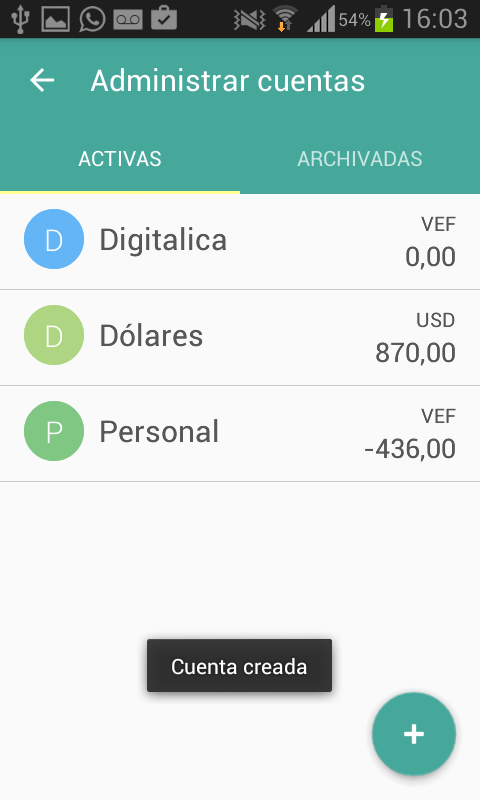 54% 16:03
Administrar cuentas
ACTIVAS ARCHIVADAS
D Digitalica VEF
0,00
D Dólares USD
870,00
P Personal VEF
-436,00
Cuenta creada
+